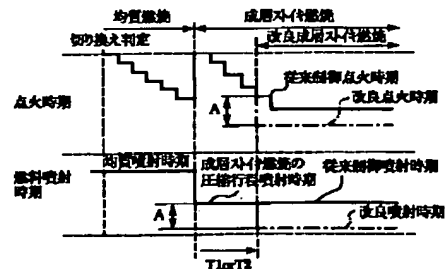 均質燃焼
成層ストイキ燃焼
切り換え判定
改良成層ストイキ燃焼
点火時期
従来制御点火時期
A
改良点火時期
均質噴射時期
成層ストイキ燃焼の
圧縮行程噴射時期
従来制御噴射時期
燃料噴射
時期
A
改良噴射時期
T1orT2